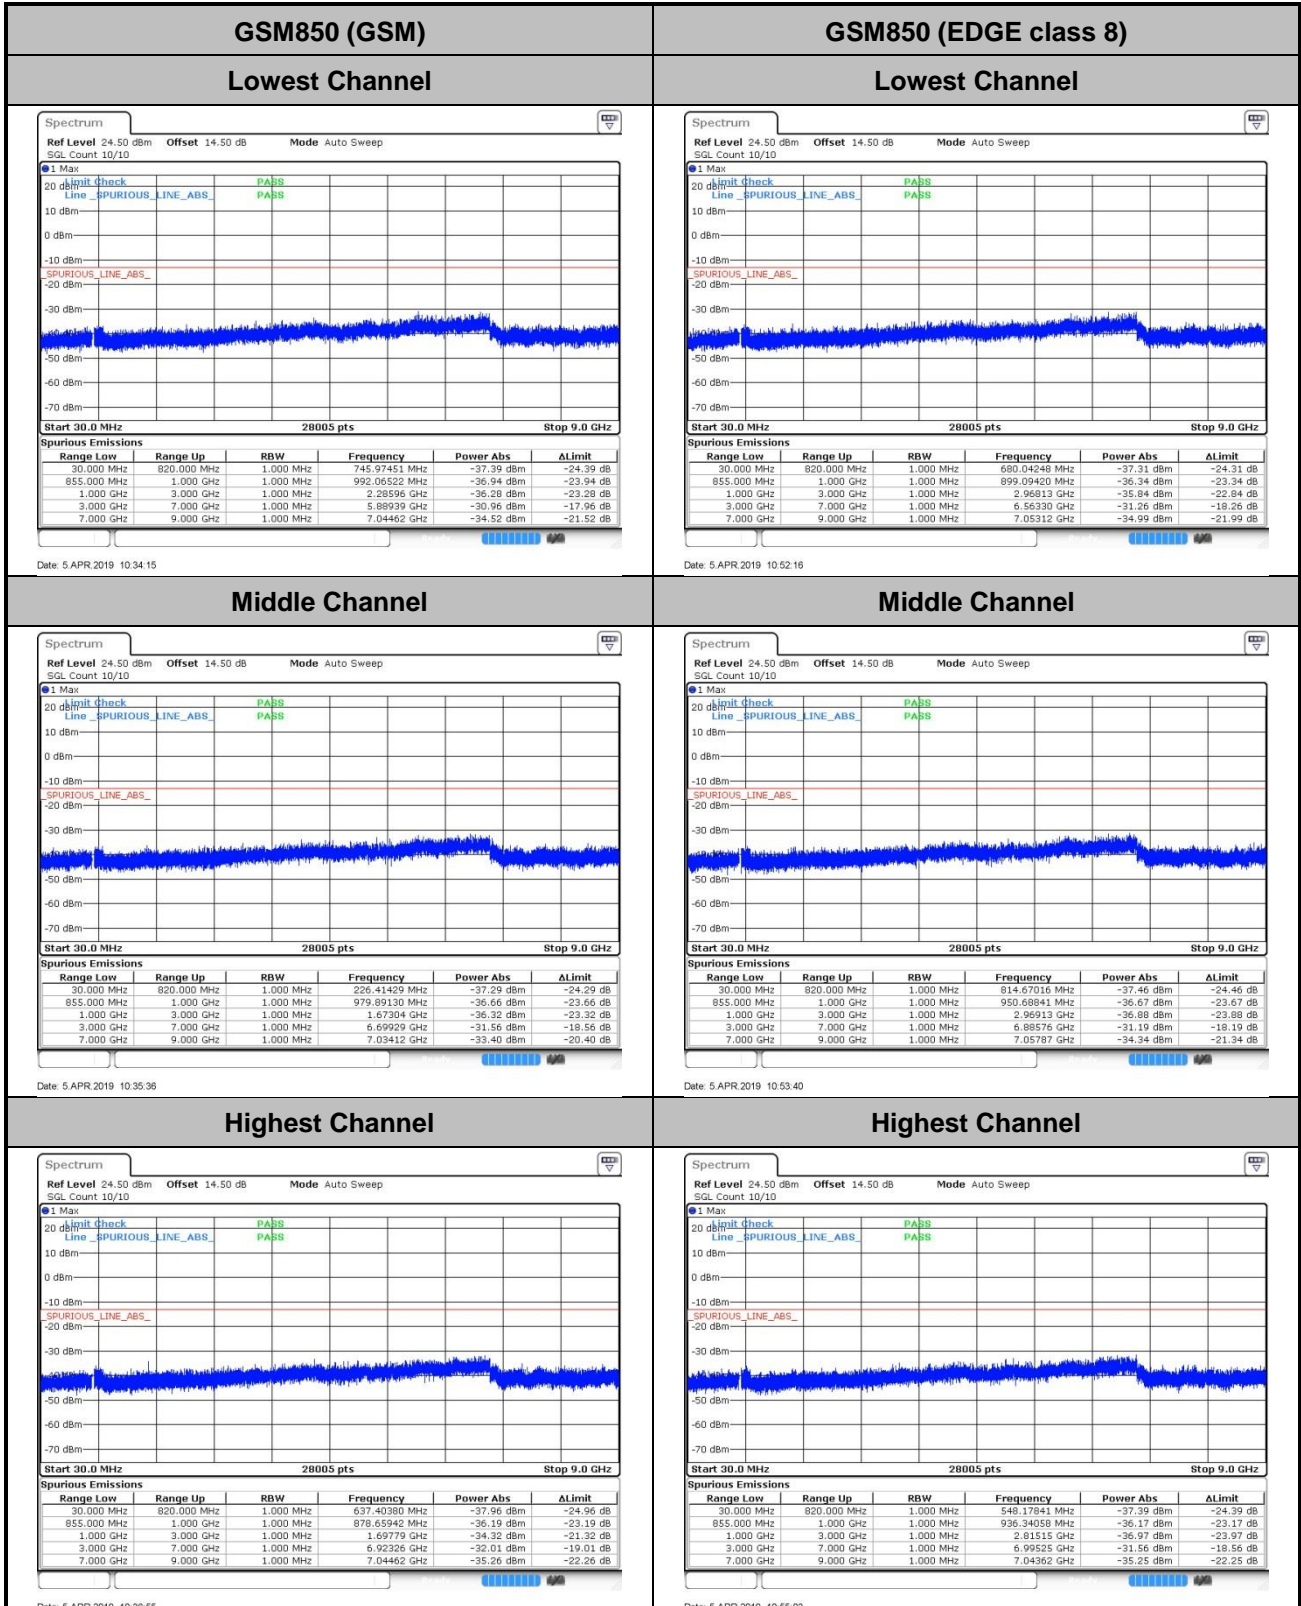 GSM850 (GSM) GSM850 (EDGE class 8)
Lowest Channel Lowest Channel
Spectrum
Ref Level 24.50 dBm Offset 14.50 dB Mode Auto Sweep
SGL Count 10/10
1 Max
Limit Check PASS
20 dBm
Line _SPURIOUS_LINE_ABS_ PASS
10 dBm
0 dBm
-10 dBm
_SPURIOUS_LINE_ABS_
-20 dBm
-30 dBm
-50 dBm
-60 dBm
-70 dBm
Start 30.0 MHz 28005 pts Stop 9.0 GHz
Spurious Emissions
Range Low Range Up RBW Frequency Power Abs ΔLimit
30.000 MHz 820.000 MHz 1.000 MHz 745.97451 MHz -37.39 dBm -24.39 dB
855.000 MHz 1.000 GHz 1.000 MHz 992.06522 MHz -36.94 dBm -23.94 dB
1.000 GHz 3.000 GHz 1.000 MHz 2.28596 GHz -36.28 dBm -23.28 dB
3.000 GHz 7.000 GHz 1.000 MHz 5.88939 GHz -30.96 dBm -17.96 dB
7.000 GHz 9.000 GHz 1.000 MHz 7.04462 GHz -34.52 dBm -21.52 dB
Date: 5.APR.2019 10:34:15
Spectrum
Ref Level 24.50 dBm Offset 14.50 dB Mode Auto Sweep
SGL Count 10/10
1 Max
Limit Check PASS
20 dBm
Line _SPURIOUS_LINE_ABS_ PASS
10 dBm
0 dBm
-10 dBm
_SPURIOUS_LINE_ABS_
-20 dBm
-30 dBm
-50 dBm
-60 dBm
-70 dBm
Start 30.0 MHz 28005 pts Stop 9.0 GHz
Spurious Emissions
Range Low Range Up RBW Frequency Power Abs ΔLimit
30.000 MHz 820.000 MHz 1.000 MHz 680.04248 MHz -37.31 dBm -24.31 dB
855.000 MHz 1.000 GHz 1.000 MHz 899.09420 MHz -36.34 dBm -23.34 dB
1.000 GHz 3.000 GHz 1.000 MHz 2.96813 GHz -35.84 dBm -22.84 dB
3.000 GHz 7.000 GHz 1.000 MHz 6.56330 GHz -31.26 dBm -18.26 dB
7.000 GHz 9.000 GHz 1.000 MHz 7.05312 GHz -34.99 dBm -21.99 dB
Date: 5.APR.2019 10:52:16
Middle Channel Middle Channel
Spectrum
Ref Level 24.50 dBm Offset 14.50 dB Mode Auto Sweep
SGL Count 10/10
1 Max
Limit Check PASS
20 dBm
Line _SPURIOUS_LINE_ABS_ PASS
10 dBm
0 dBm
-10 dBm
_SPURIOUS_LINE_ABS_
-20 dBm
-30 dBm
-50 dBm
-60 dBm
-70 dBm
Start 30.0 MHz 28005 pts Stop 9.0 GHz
Spurious Emissions
Range Low Range Up RBW Frequency Power Abs ΔLimit
30.000 MHz 820.000 MHz 1.000 MHz 226.41429 MHz -37.29 dBm -24.29 dB
855.000 MHz 1.000 GHz 1.000 MHz 979.89130 MHz -36.66 dBm -23.66 dB
1.000 GHz 3.000 GHz 1.000 MHz 1.67304 GHz -36.32 dBm -23.32 dB
3.000 GHz 7.000 GHz 1.000 MHz 6.69929 GHz -31.56 dBm -18.56 dB
7.000 GHz 9.000 GHz 1.000 MHz 7.03412 GHz -33.40 dBm -20.40 dB
Date: 5.APR.2019 10:35:36
Spectrum
Ref Level 24.50 dBm Offset 14.50 dB Mode Auto Sweep
SGL Count 10/10
1 Max
Limit Check PASS
20 dBm
Line _SPURIOUS_LINE_ABS_ PASS
10 dBm
0 dBm
-10 dBm
_SPURIOUS_LINE_ABS_
-20 dBm
-30 dBm
-50 dBm
-60 dBm
-70 dBm
Start 30.0 MHz 28005 pts Stop 9.0 GHz
Spurious Emissions
Range Low Range Up RBW Frequency Power Abs ΔLimit
30.000 MHz 820.000 MHz 1.000 MHz 814.67016 MHz -37.46 dBm -24.46 dB
855.000 MHz 1.000 GHz 1.000 MHz 950.68841 MHz -36.67 dBm -23.67 dB
1.000 GHz 3.000 GHz 1.000 MHz 2.96913 GHz -36.88 dBm -23.88 dB
3.000 GHz 7.000 GHz 1.000 MHz 6.88576 GHz -31.19 dBm -18.19 dB
7.000 GHz 9.000 GHz 1.000 MHz 7.05787 GHz -34.34 dBm -21.34 dB
Date: 5.APR.2019 10:53:40
Highest Channel Highest Channel
Spectrum
Ref Level 24.50 dBm Offset 14.50 dB Mode Auto Sweep
SGL Count 10/10
1 Max
Limit Check PASS
20 dBm
Line _SPURIOUS_LINE_ABS_ PASS
10 dBm
0 dBm
-10 dBm
_SPURIOUS_LINE_ABS_
-20 dBm
-30 dBm
-50 dBm
-60 dBm
-70 dBm
Start 30.0 MHz 28005 pts Stop 9.0 GHz
Spurious Emissions
Range Low Range Up RBW Frequency Power Abs ΔLimit
30.000 MHz 820.000 MHz 1.000 MHz 637.40380 MHz -37.96 dBm -24.96 dB
855.000 MHz 1.000 GHz 1.000 MHz 878.65942 MHz -36.19 dBm -23.19 dB
1.000 GHz 3.000 GHz 1.000 MHz 1.69779 GHz -34.32 dBm -21.32 dB
3.000 GHz 7.000 GHz 1.000 MHz 6.92326 GHz -32.01 dBm -19.01 dB
7.000 GHz 9.000 GHz 1.000 MHz 7.04462 GHz -35.26 dBm -22.26 dB
Spectrum
Ref Level 24.50 dBm Offset 14.50 dB Mode Auto Sweep
SGL Count 10/10
1 Max
Limit Check PASS
20 dBm
Line _SPURIOUS_LINE_ABS_ PASS
10 dBm
0 dBm
-10 dBm
_SPURIOUS_LINE_ABS_
-20 dBm
-30 dBm
-50 dBm
-60 dBm
-70 dBm
Start 30.0 MHz 28005 pts Stop 9.0 GHz
Spurious Emissions
Range Low Range Up RBW Frequency Power Abs ΔLimit
30.000 MHz 820.000 MHz 1.000 MHz 548.17841 MHz -37.39 dBm -24.39 dB
855.000 MHz 1.000 GHz 1.000 MHz 936.34058 MHz -36.17 dBm -23.17 dB
1.000 GHz 3.000 GHz 1.000 MHz 2.81515 GHz -36.97 dBm -23.97 dB
3.000 GHz 7.000 GHz 1.000 MHz 6.99525 GHz -31.56 dBm -18.56 dB
7.000 GHz 9.000 GHz 1.000 MHz 7.04362 GHz -35.25 dBm -22.25 dB